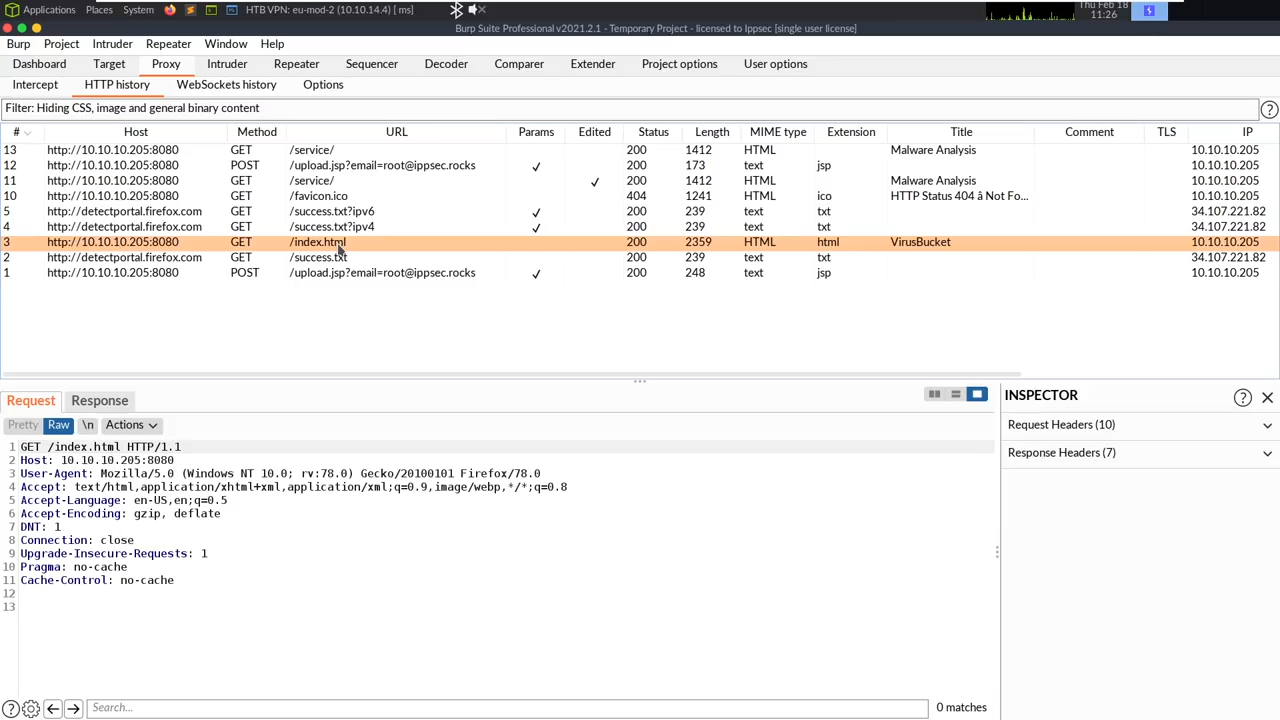 Applications Places System HTB VPN: eu-mod-2 (10.10.14.4) [ ms] Thu Feb 18
11:26
Burp Suite Professional v2021.2.1 - Temporary Project - licensed to Ippsec [single user license]
Burp Project Intruder Repeater Window Help
Dashboard Target Proxy Intruder Repeater Sequencer Decoder Comparer Extender Project options User options
Intercept HTTP history WebSockets history Options
Filter: Hiding CSS, image and general binary content ?
# Host Method URL Params Edited Status Length MIME type Extension Title Comment TLS IP
13 http://10.10.10.205:8080 GET /service/ 200 1412 HTML Malware Analysis 10.10.10.205
12 http://10.10.10.205:8080 POST /upload.jsp?email=root@ippsec.rocks ✓ 200 173 text jsp 10.10.10.205
11 http://10.10.10.205:8080 GET /service/ ✓ 200 1412 HTML Malware Analysis 10.10.10.205
10 http://10.10.10.205:8080 GET /favicon.ico 404 1241 HTML ico HTTP Status 404 â Not Fo... 10.10.10.205
5 http://detectportal.firefox.com GET /success.txt?ipv6 ✓ 200 239 text txt 34.107.221.82
4 http://detectportal.firefox.com GET /success.txt?ipv4 ✓ 200 239 text txt 34.107.221.82
3 http://10.10.10.205:8080 GET /index.html 200 2359 HTML html VirusBucket 10.10.10.205
2 http://detectportal.firefox.com GET /success.txt 200 239 text txt 34.107.221.82
1 http://10.10.10.205:8080 POST /upload.jsp?email=root@ippsec.rocks ✓ 200 248 text jsp 10.10.10.205
Request Response
Pretty Raw \n Actions
1 GET /index.html HTTP/1.1
2 Host: 10.10.10.205:8080
3 User-Agent: Mozilla/5.0 (Windows NT 10.0; rv:78.0) Gecko/20100101 Firefox/78.0
4 Accept: text/html,application/xhtml+xml,application/xml;q=0.9,image/webp,*/*;q=0.8
5 Accept-Language: en-US,en;q=0.5
6 Accept-Encoding: gzip, deflate
7 DNT: 1
8 Connection: close
9 Upgrade-Insecure-Requests: 1
10 Pragma: no-cache
11 Cache-Control: no-cache
12
13
? Search... 0 matches
INSPECTOR ?
Request Headers (10)
Response Headers (7)